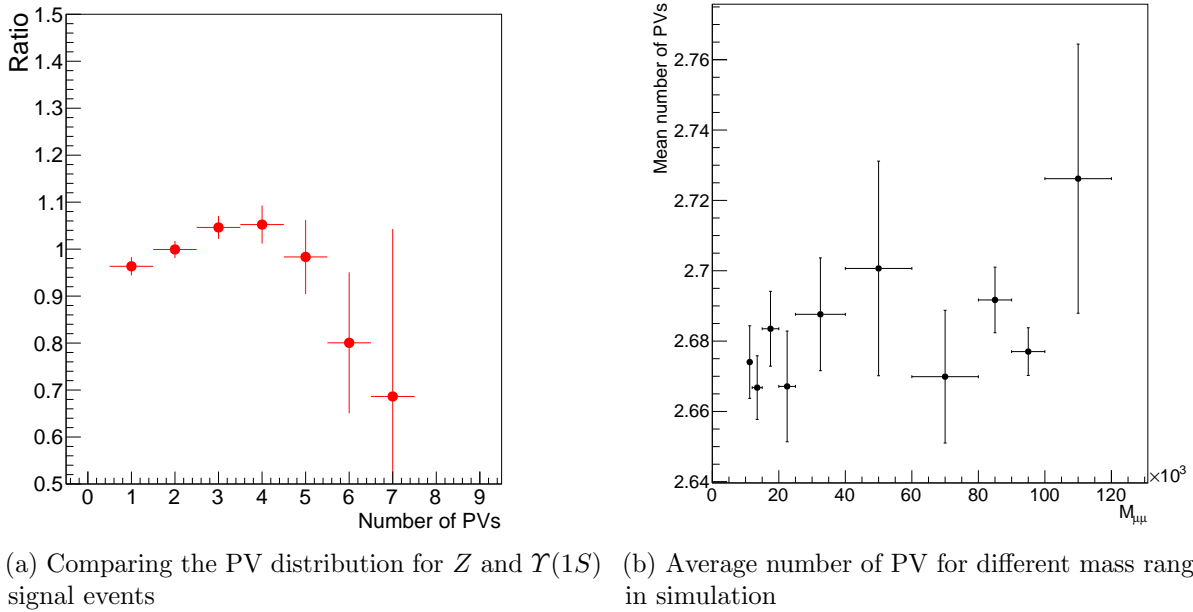 1.5
1.4
1.3
1.2
1.1
1
0.9
0.8
0.7
0.6
0.5
Ratio
0 1 2 3 4 5 6 7 8 9
Number of PVs
(a) Comparing the PV distribution for Z and ϒ(1S)
signal events
Mean number of PVs
2.76
2.74
2.72
2.7
2.68
2.66
2.64
0 20 40 60 80 100 120
×10³
M_μμ
(b) Average number of PV for different mass rang
in simulation